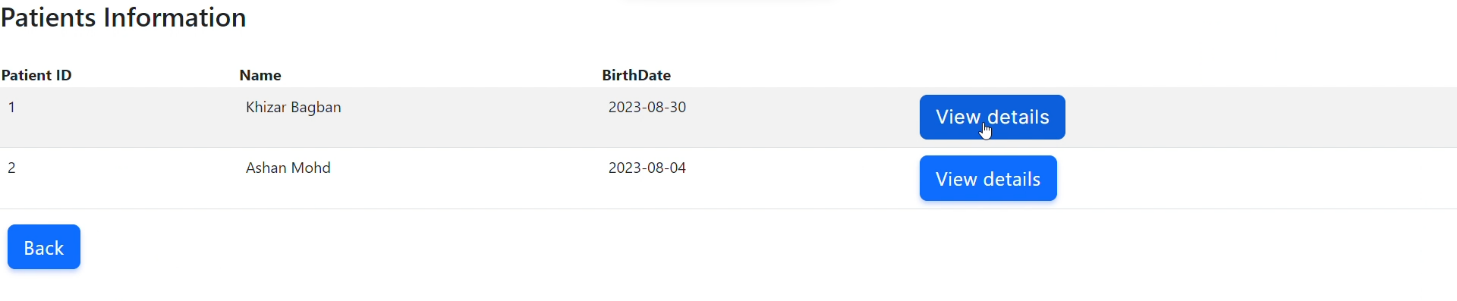 Patients Information
Patient ID Name BirthDate
1 Khizar Bagban 2023-08-30 View details
2 Ashan Mohd 2023-08-04 View details
Back